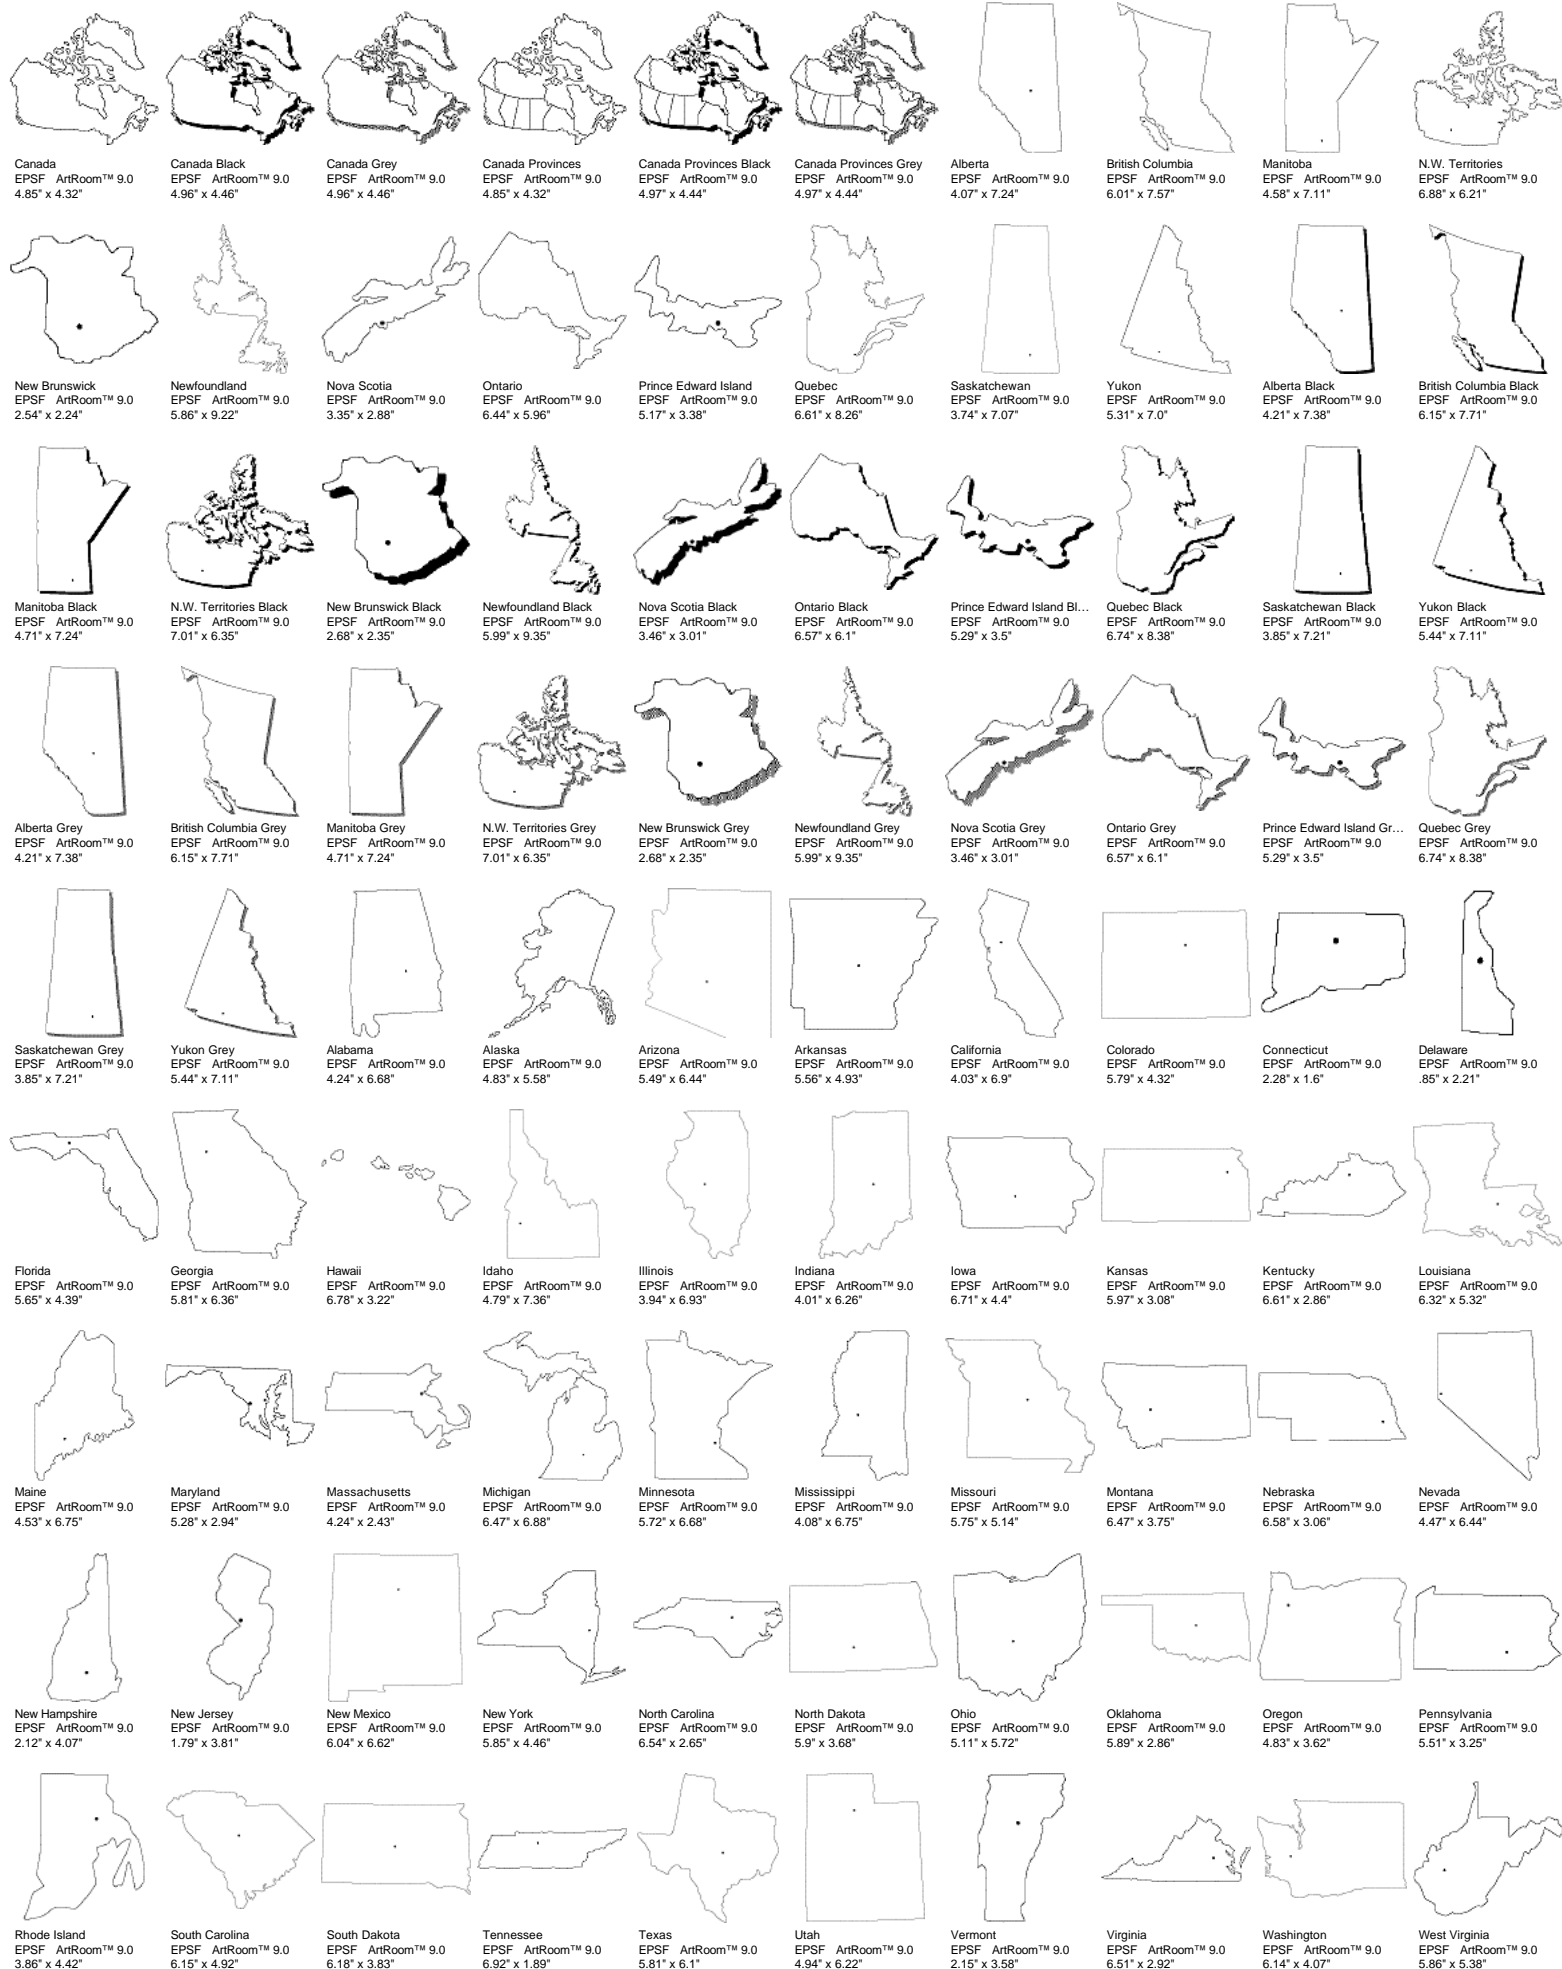 Canada
EPSF ArtRoom™ 9.0
4.85" x 4.32"
Canada Black
EPSF ArtRoom™ 9.0
4.96" x 4.46"
Canada Grey
EPSF ArtRoom™ 9.0
4.96" x 4.46"
Canada Provinces
EPSF ArtRoom™ 9.0
4.85" x 4.32"
Canada Provinces Black
EPSF ArtRoom™ 9.0
4.97" x 4.44"
Canada Provinces Grey
EPSF ArtRoom™ 9.0
4.97" x 4.44"
Alberta
EPSF ArtRoom™ 9.0
4.07" x 7.24"
British Columbia
EPSF ArtRoom™ 9.0
6.01" x 7.57"
Manitoba
EPSF ArtRoom™ 9.0
4.58" x 7.11"
N.W. Territories
EPSF ArtRoom™ 9.0
6.88" x 6.21"
New Brunswick
EPSF ArtRoom™ 9.0
2.54" x 2.24"
Newfoundland
EPSF ArtRoom™ 9.0
5.86" x 9.22"
Nova Scotia
EPSF ArtRoom™ 9.0
3.35" x 2.88"
Ontario
EPSF ArtRoom™ 9.0
6.44" x 5.96"
Prince Edward Island
EPSF ArtRoom™ 9.0
5.17" x 3.38"
Quebec
EPSF ArtRoom™ 9.0
6.61" x 8.26"
Saskatchewan
EPSF ArtRoom™ 9.0
3.74" x 7.07"
Yukon
EPSF ArtRoom™ 9.0
5.31" x 7.0"
Alberta Black
EPSF ArtRoom™ 9.0
4.21" x 7.38"
British Columbia Black
EPSF ArtRoom™ 9.0
6.15" x 7.71"
Manitoba Black
EPSF ArtRoom™ 9.0
4.71" x 7.24"
N.W. Territories Black
EPSF ArtRoom™ 9.0
7.01" x 6.35"
New Brunswick Black
EPSF ArtRoom™ 9.0
2.68" x 2.35"
Newfoundland Black
EPSF ArtRoom™ 9.0
5.99" x 9.35"
Nova Scotia Black
EPSF ArtRoom™ 9.0
3.46" x 3.01"
Ontario Black
EPSF ArtRoom™ 9.0
6.57" x 6.1"
Prince Edward Island Bl…
EPSF ArtRoom™ 9.0
5.29" x 3.5"
Quebec Black
EPSF ArtRoom™ 9.0
6.74" x 8.38"
Saskatchewan Black
EPSF ArtRoom™ 9.0
3.85" x 7.21"
Yukon Black
EPSF ArtRoom™ 9.0
5.44" x 7.11"
Alberta Grey
EPSF ArtRoom™ 9.0
4.21" x 7.38"
British Columbia Grey
EPSF ArtRoom™ 9.0
6.15" x 7.71"
Manitoba Grey
EPSF ArtRoom™ 9.0
4.71" x 7.24"
N.W. Territories Grey
EPSF ArtRoom™ 9.0
7.01" x 6.35"
New Brunswick Grey
EPSF ArtRoom™ 9.0
2.68" x 2.35"
Newfoundland Grey
EPSF ArtRoom™ 9.0
5.99" x 9.35"
Nova Scotia Grey
EPSF ArtRoom™ 9.0
3.46" x 3.01"
Ontario Grey
EPSF ArtRoom™ 9.0
6.57" x 6.1"
Prince Edward Island Gr…
EPSF ArtRoom™ 9.0
5.29" x 3.5"
Quebec Grey
EPSF ArtRoom™ 9.0
6.74" x 8.38"
Saskatchewan Grey
EPSF ArtRoom™ 9.0
3.85" x 7.21"
Yukon Grey
EPSF ArtRoom™ 9.0
5.44" x 7.11"
Alabama
EPSF ArtRoom™ 9.0
4.24" x 6.68"
Alaska
EPSF ArtRoom™ 9.0
4.83" x 5.58"
Arizona
EPSF ArtRoom™ 9.0
5.49" x 6.44"
Arkansas
EPSF ArtRoom™ 9.0
5.56" x 4.93"
California
EPSF ArtRoom™ 9.0
4.03" x 6.9"
Colorado
EPSF ArtRoom™ 9.0
5.79" x 4.32"
Connecticut
EPSF ArtRoom™ 9.0
2.28" x 1.6"
Delaware
EPSF ArtRoom™ 9.0
.85" x 2.21"
Florida
EPSF ArtRoom™ 9.0
5.65" x 4.39"
Georgia
EPSF ArtRoom™ 9.0
5.81" x 6.36"
Hawaii
EPSF ArtRoom™ 9.0
6.78" x 3.22"
Idaho
EPSF ArtRoom™ 9.0
4.79" x 7.36"
Illinois
EPSF ArtRoom™ 9.0
3.94" x 6.93"
Indiana
EPSF ArtRoom™ 9.0
4.01" x 6.26"
Iowa
EPSF ArtRoom™ 9.0
6.71" x 4.4"
Kansas
EPSF ArtRoom™ 9.0
5.97" x 3.08"
Kentucky
EPSF ArtRoom™ 9.0
6.61" x 2.86"
Louisiana
EPSF ArtRoom™ 9.0
6.32" x 5.32"
Maine
EPSF ArtRoom™ 9.0
4.53" x 6.75"
Maryland
EPSF ArtRoom™ 9.0
5.28" x 2.94"
Massachusetts
EPSF ArtRoom™ 9.0
4.24" x 2.43"
Michigan
EPSF ArtRoom™ 9.0
6.47" x 6.88"
Minnesota
EPSF ArtRoom™ 9.0
5.72" x 6.68"
Mississippi
EPSF ArtRoom™ 9.0
4.08" x 6.75"
Missouri
EPSF ArtRoom™ 9.0
5.75" x 5.14"
Montana
EPSF ArtRoom™ 9.0
6.47" x 3.75"
Nebraska
EPSF ArtRoom™ 9.0
6.58" x 3.06"
Nevada
EPSF ArtRoom™ 9.0
4.47" x 6.44"
New Hampshire
EPSF ArtRoom™ 9.0
2.12" x 4.07"
New Jersey
EPSF ArtRoom™ 9.0
1.79" x 3.81"
New Mexico
EPSF ArtRoom™ 9.0
6.04" x 6.62"
New York
EPSF ArtRoom™ 9.0
5.85" x 4.46"
North Carolina
EPSF ArtRoom™ 9.0
6.54" x 2.65"
North Dakota
EPSF ArtRoom™ 9.0
5.9" x 3.68"
Ohio
EPSF ArtRoom™ 9.0
5.11" x 5.72"
Oklahoma
EPSF ArtRoom™ 9.0
5.89" x 2.86"
Oregon
EPSF ArtRoom™ 9.0
4.83" x 3.62"
Pennsylvania
EPSF ArtRoom™ 9.0
5.51" x 3.25"
Rhode Island
EPSF ArtRoom™ 9.0
3.86" x 4.42"
South Carolina
EPSF ArtRoom™ 9.0
6.15" x 4.92"
South Dakota
EPSF ArtRoom™ 9.0
6.18" x 3.83"
Tennessee
EPSF ArtRoom™ 9.0
6.92" x 1.89"
Texas
EPSF ArtRoom™ 9.0
5.81" x 6.1"
Utah
EPSF ArtRoom™ 9.0
4.94" x 6.22"
Vermont
EPSF ArtRoom™ 9.0
2.15" x 3.58"
Virginia
EPSF ArtRoom™ 9.0
6.51" x 2.92"
Washington
EPSF ArtRoom™ 9.0
6.14" x 4.07"
West Virginia
EPSF ArtRoom™ 9.0
5.86" x 5.38"